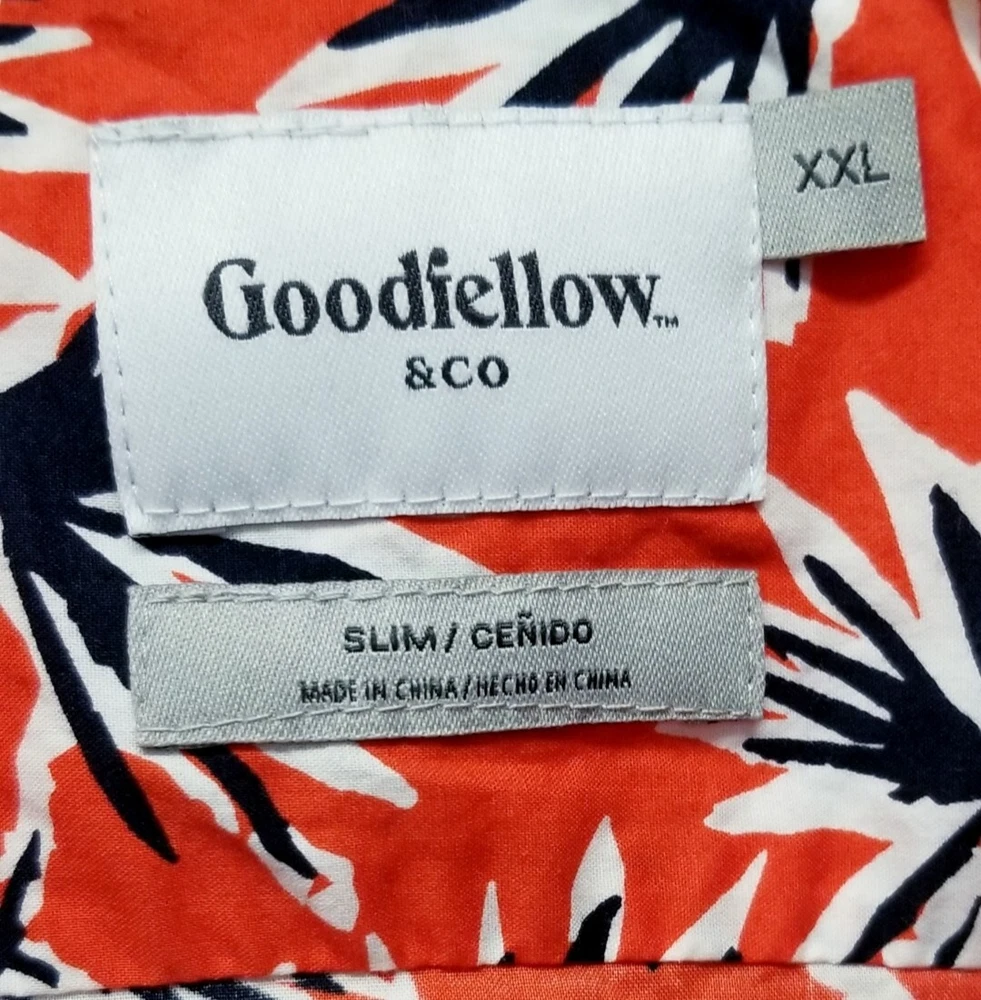 XXL
Goodfellow™
&CO
SLIM / CEÑIDO
MADE IN CHINA / HECHO EN CHINA